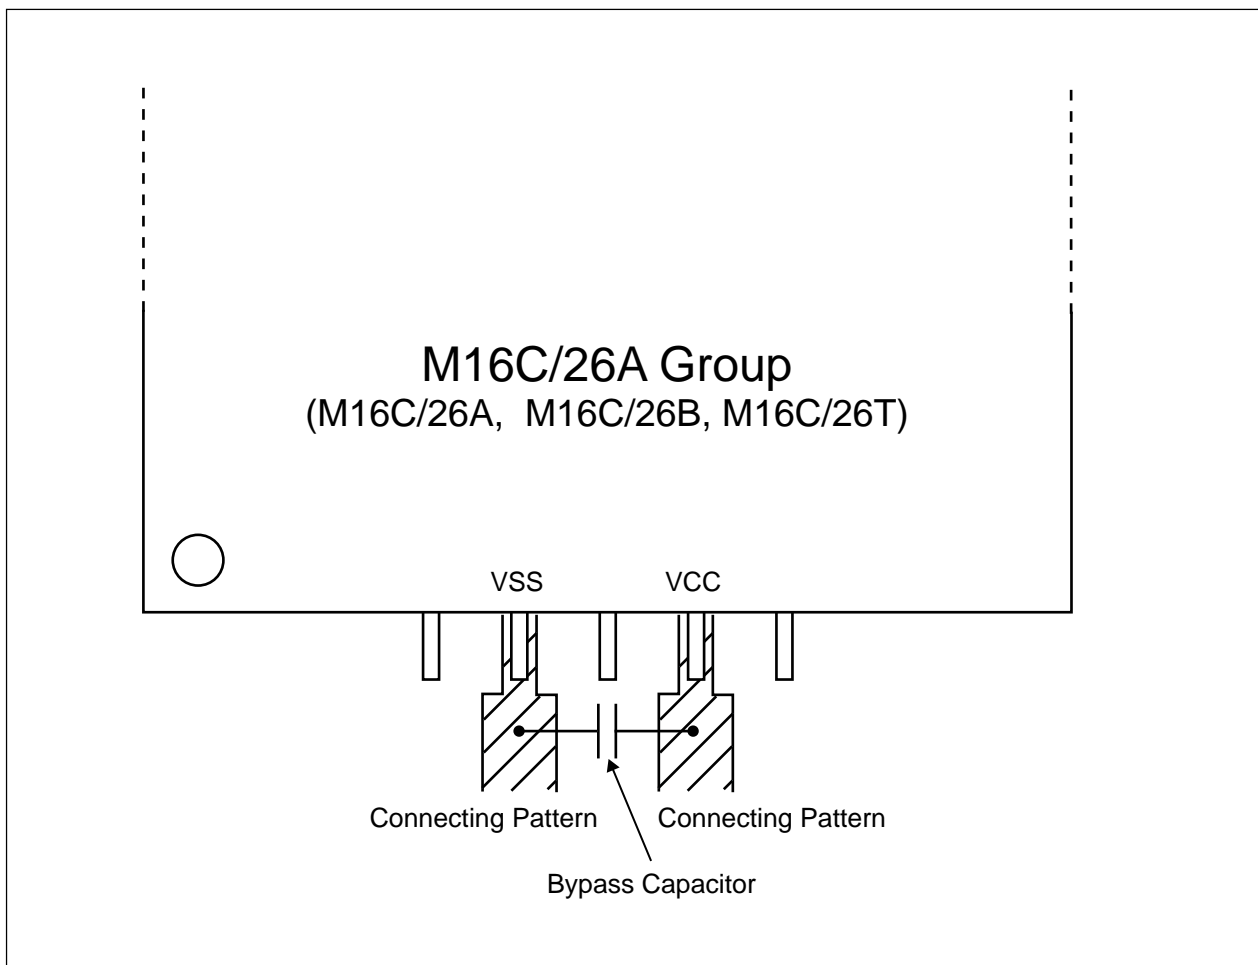 M16C/26A Group
(M16C/26A, M16C/26B, M16C/26T)
VSS VCC
Connecting Pattern Connecting Pattern
Bypass Capacitor